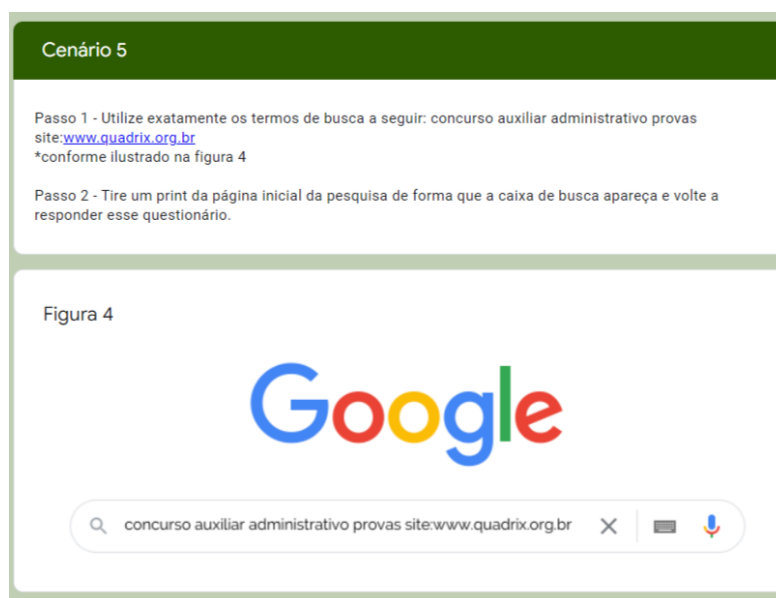 Cenário 5
Passo 1 - Utilize exatamente os termos de busca a seguir: concurso auxiliar administrativo provas
site:www.quadrix.org.br
*conforme ilustrado na figura 4
Passo 2 - Tire um print da página inicial da pesquisa de forma que a caixa de busca apareça e volte a
responder esse questionário.
Figura 4
Google
concurso auxiliar administrativo provas site:www.quadrix.org.br